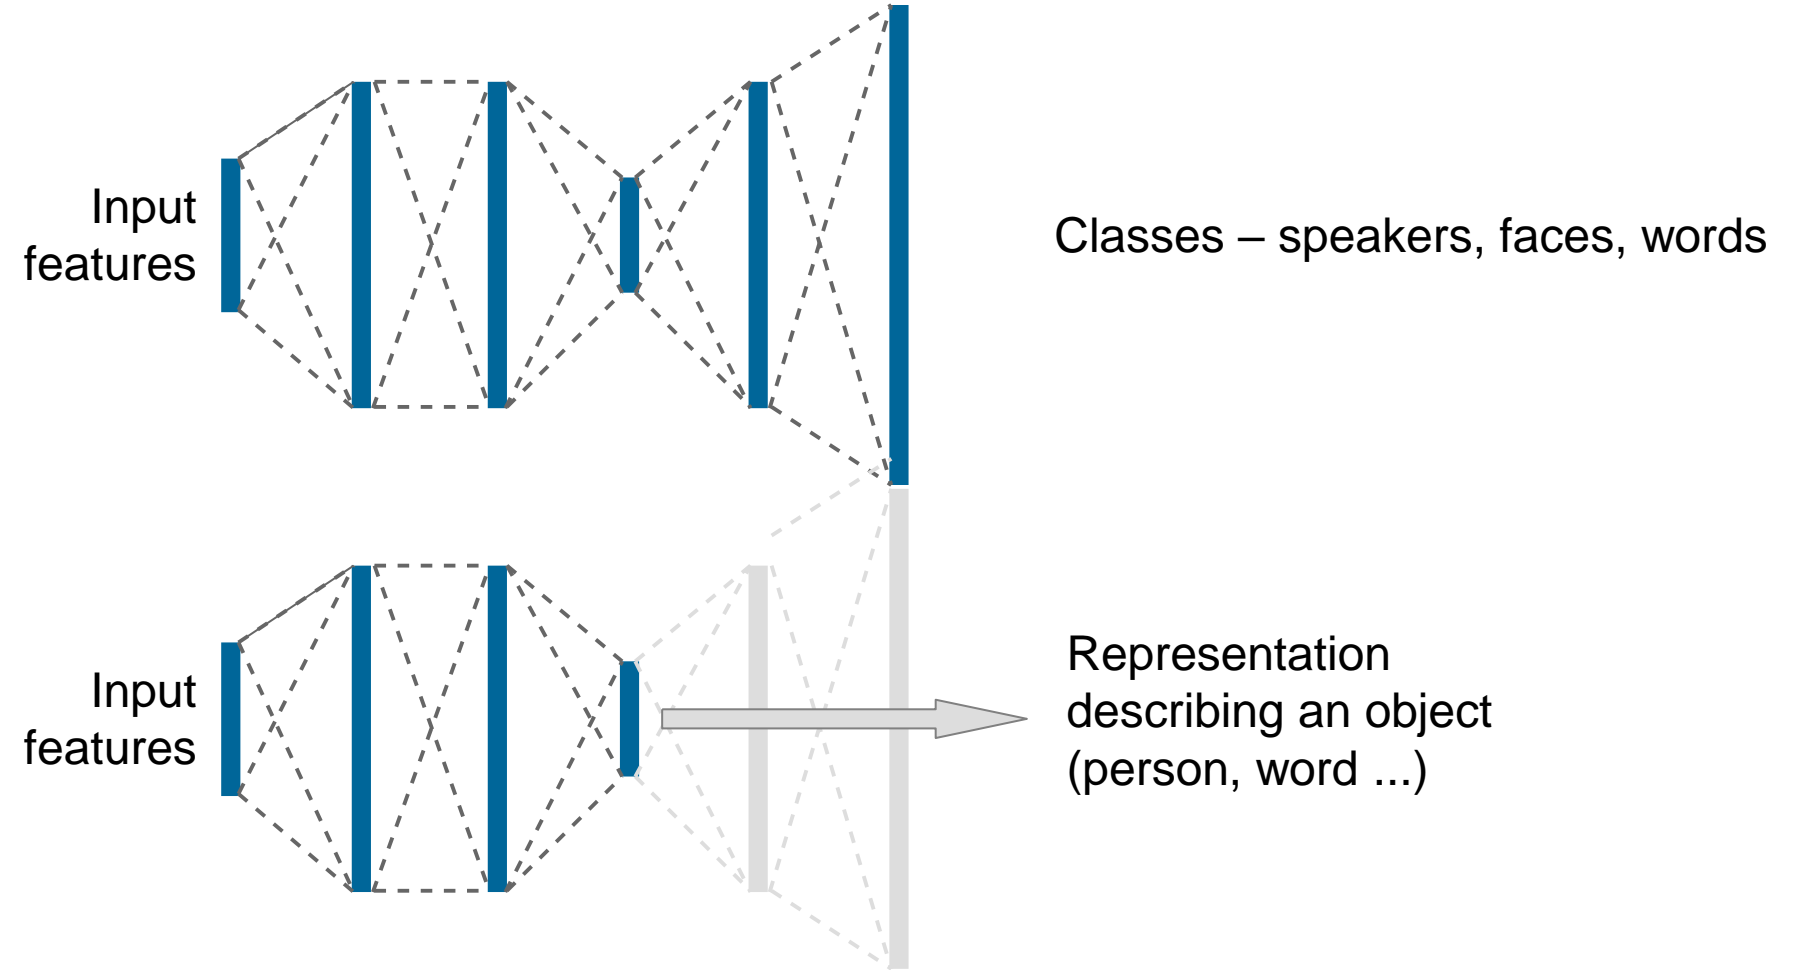 Input
features
Classes – speakers, faces, words
Input
features
Representation
describing an object
(person, word ...)